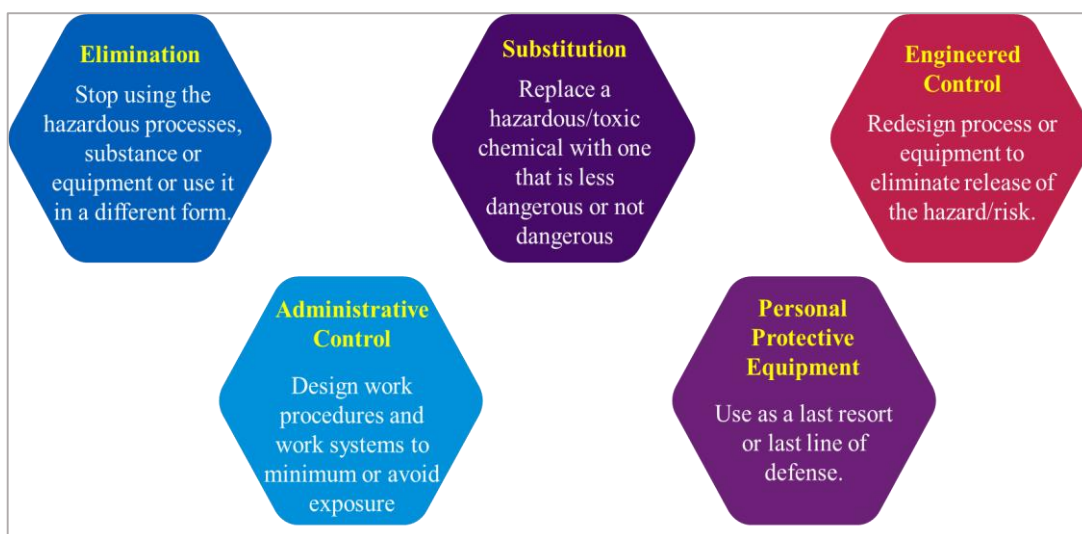 Elimination
Stop using the
hazardous processes,
substance or
equipment or use it
in a different form.
Substitution
Replace a
hazardous/toxic
chemical with one
that is less
dangerous or not
dangerous
Engineered
Control
Redesign process or
equipment to
eliminate release of
the hazard/risk.
Administrative
Control
Design work
procedures and
work systems to
minimum or avoid
exposure
Personal
Protective
Equipment
Use as a last resort
or last line of
defense.